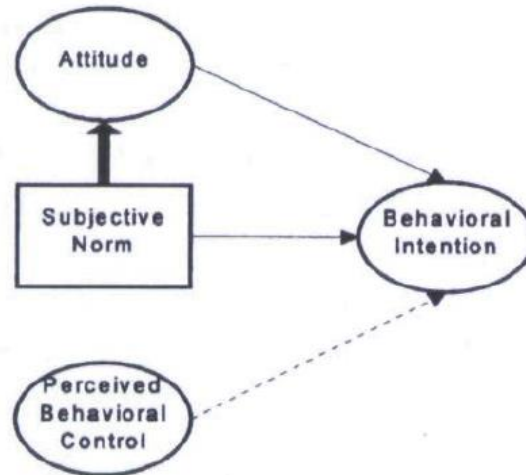 Attitude
Subjective
Norm
Behavioral
Intention
Perceived
Behavioral
Control